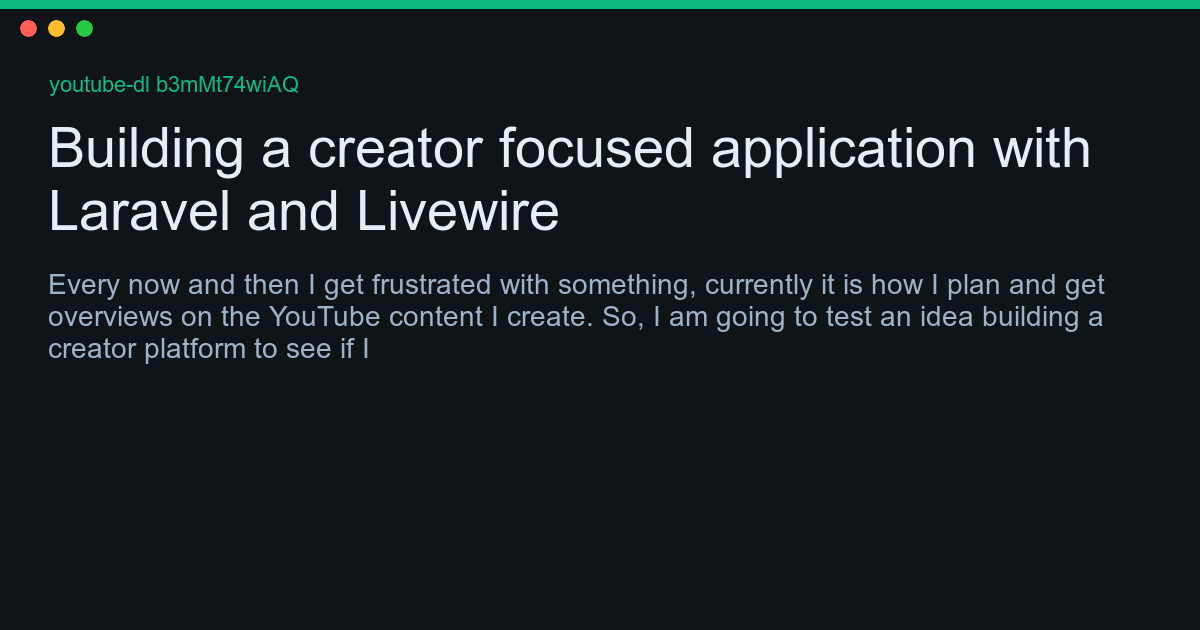 youtube-dl b3mMt74wiAQ
Building a creator focused application with
Laravel and Livewire
Every now and then I get frustrated with something, currently it is how I plan and get
overviews on the YouTube content I create. So, I am going to test an idea building a
creator platform to see if I